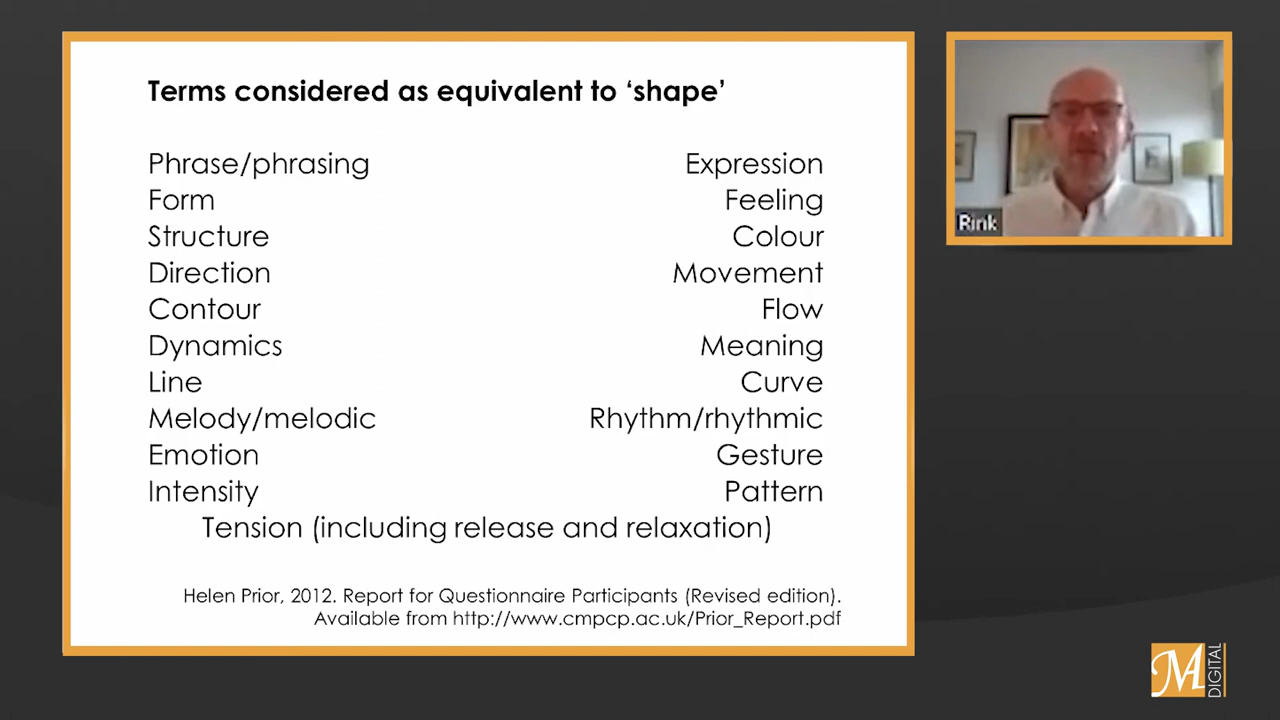 Terms considered as equivalent to ‘shape’
Phrase/phrasing
Form
Structure
Direction
Contour
Dynamics
Line
Melody/melodic
Emotion
Intensity
Expression
Feeling
Colour
Movement
Flow
Meaning
Curve
Rhythm/rhythmic
Gesture
Pattern
Tension (including release and relaxation)
Helen Prior, 2012. Report for Questionnaire Participants (Revised edition).
Available from http://www.cmpcp.ac.uk/Prior_Report.pdf
Rink
MA
DIGITAL